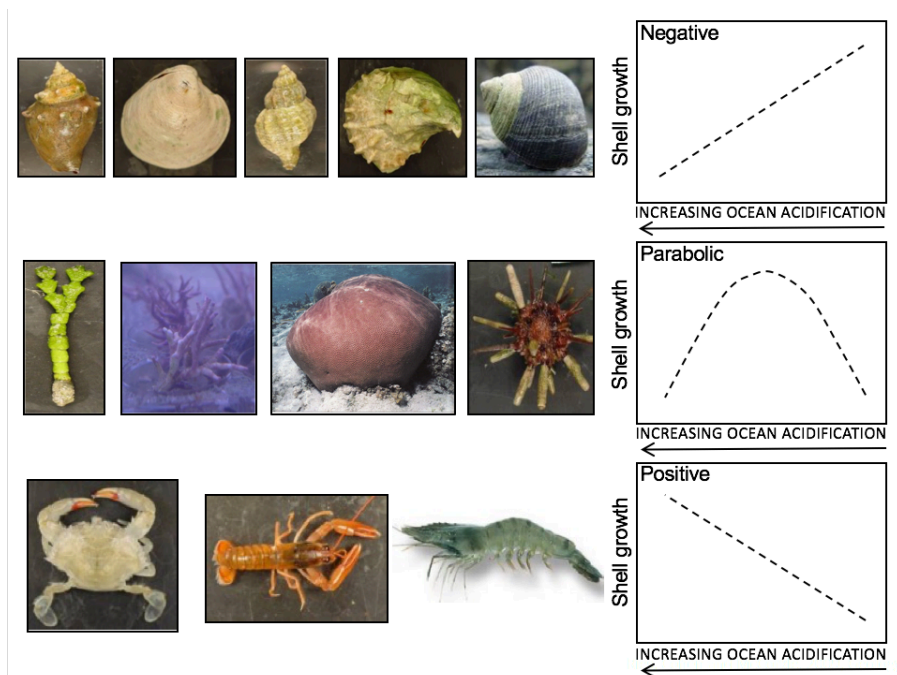 Negative
Shell growth
INCREASING OCEAN ACIDIFICATION
Parabolic
Shell growth
INCREASING OCEAN ACIDIFICATION
Positive
Shell growth
INCREASING OCEAN ACIDIFICATION